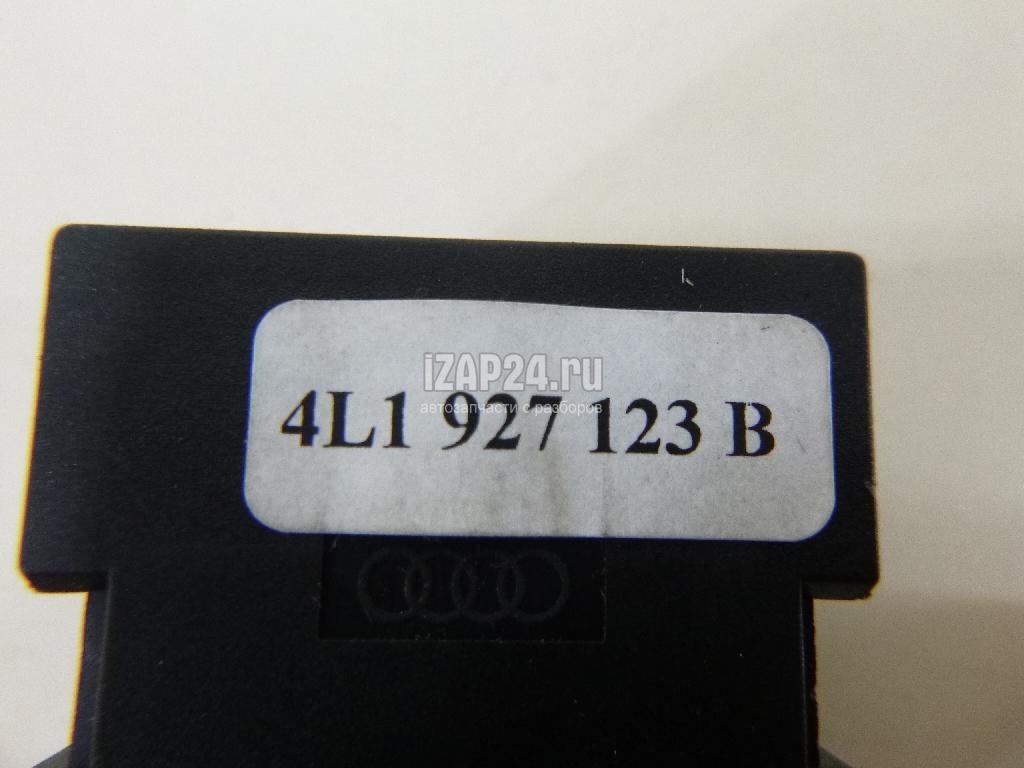 iZAP24.ru
автозапчасти с разборов
4L1 927 123 B